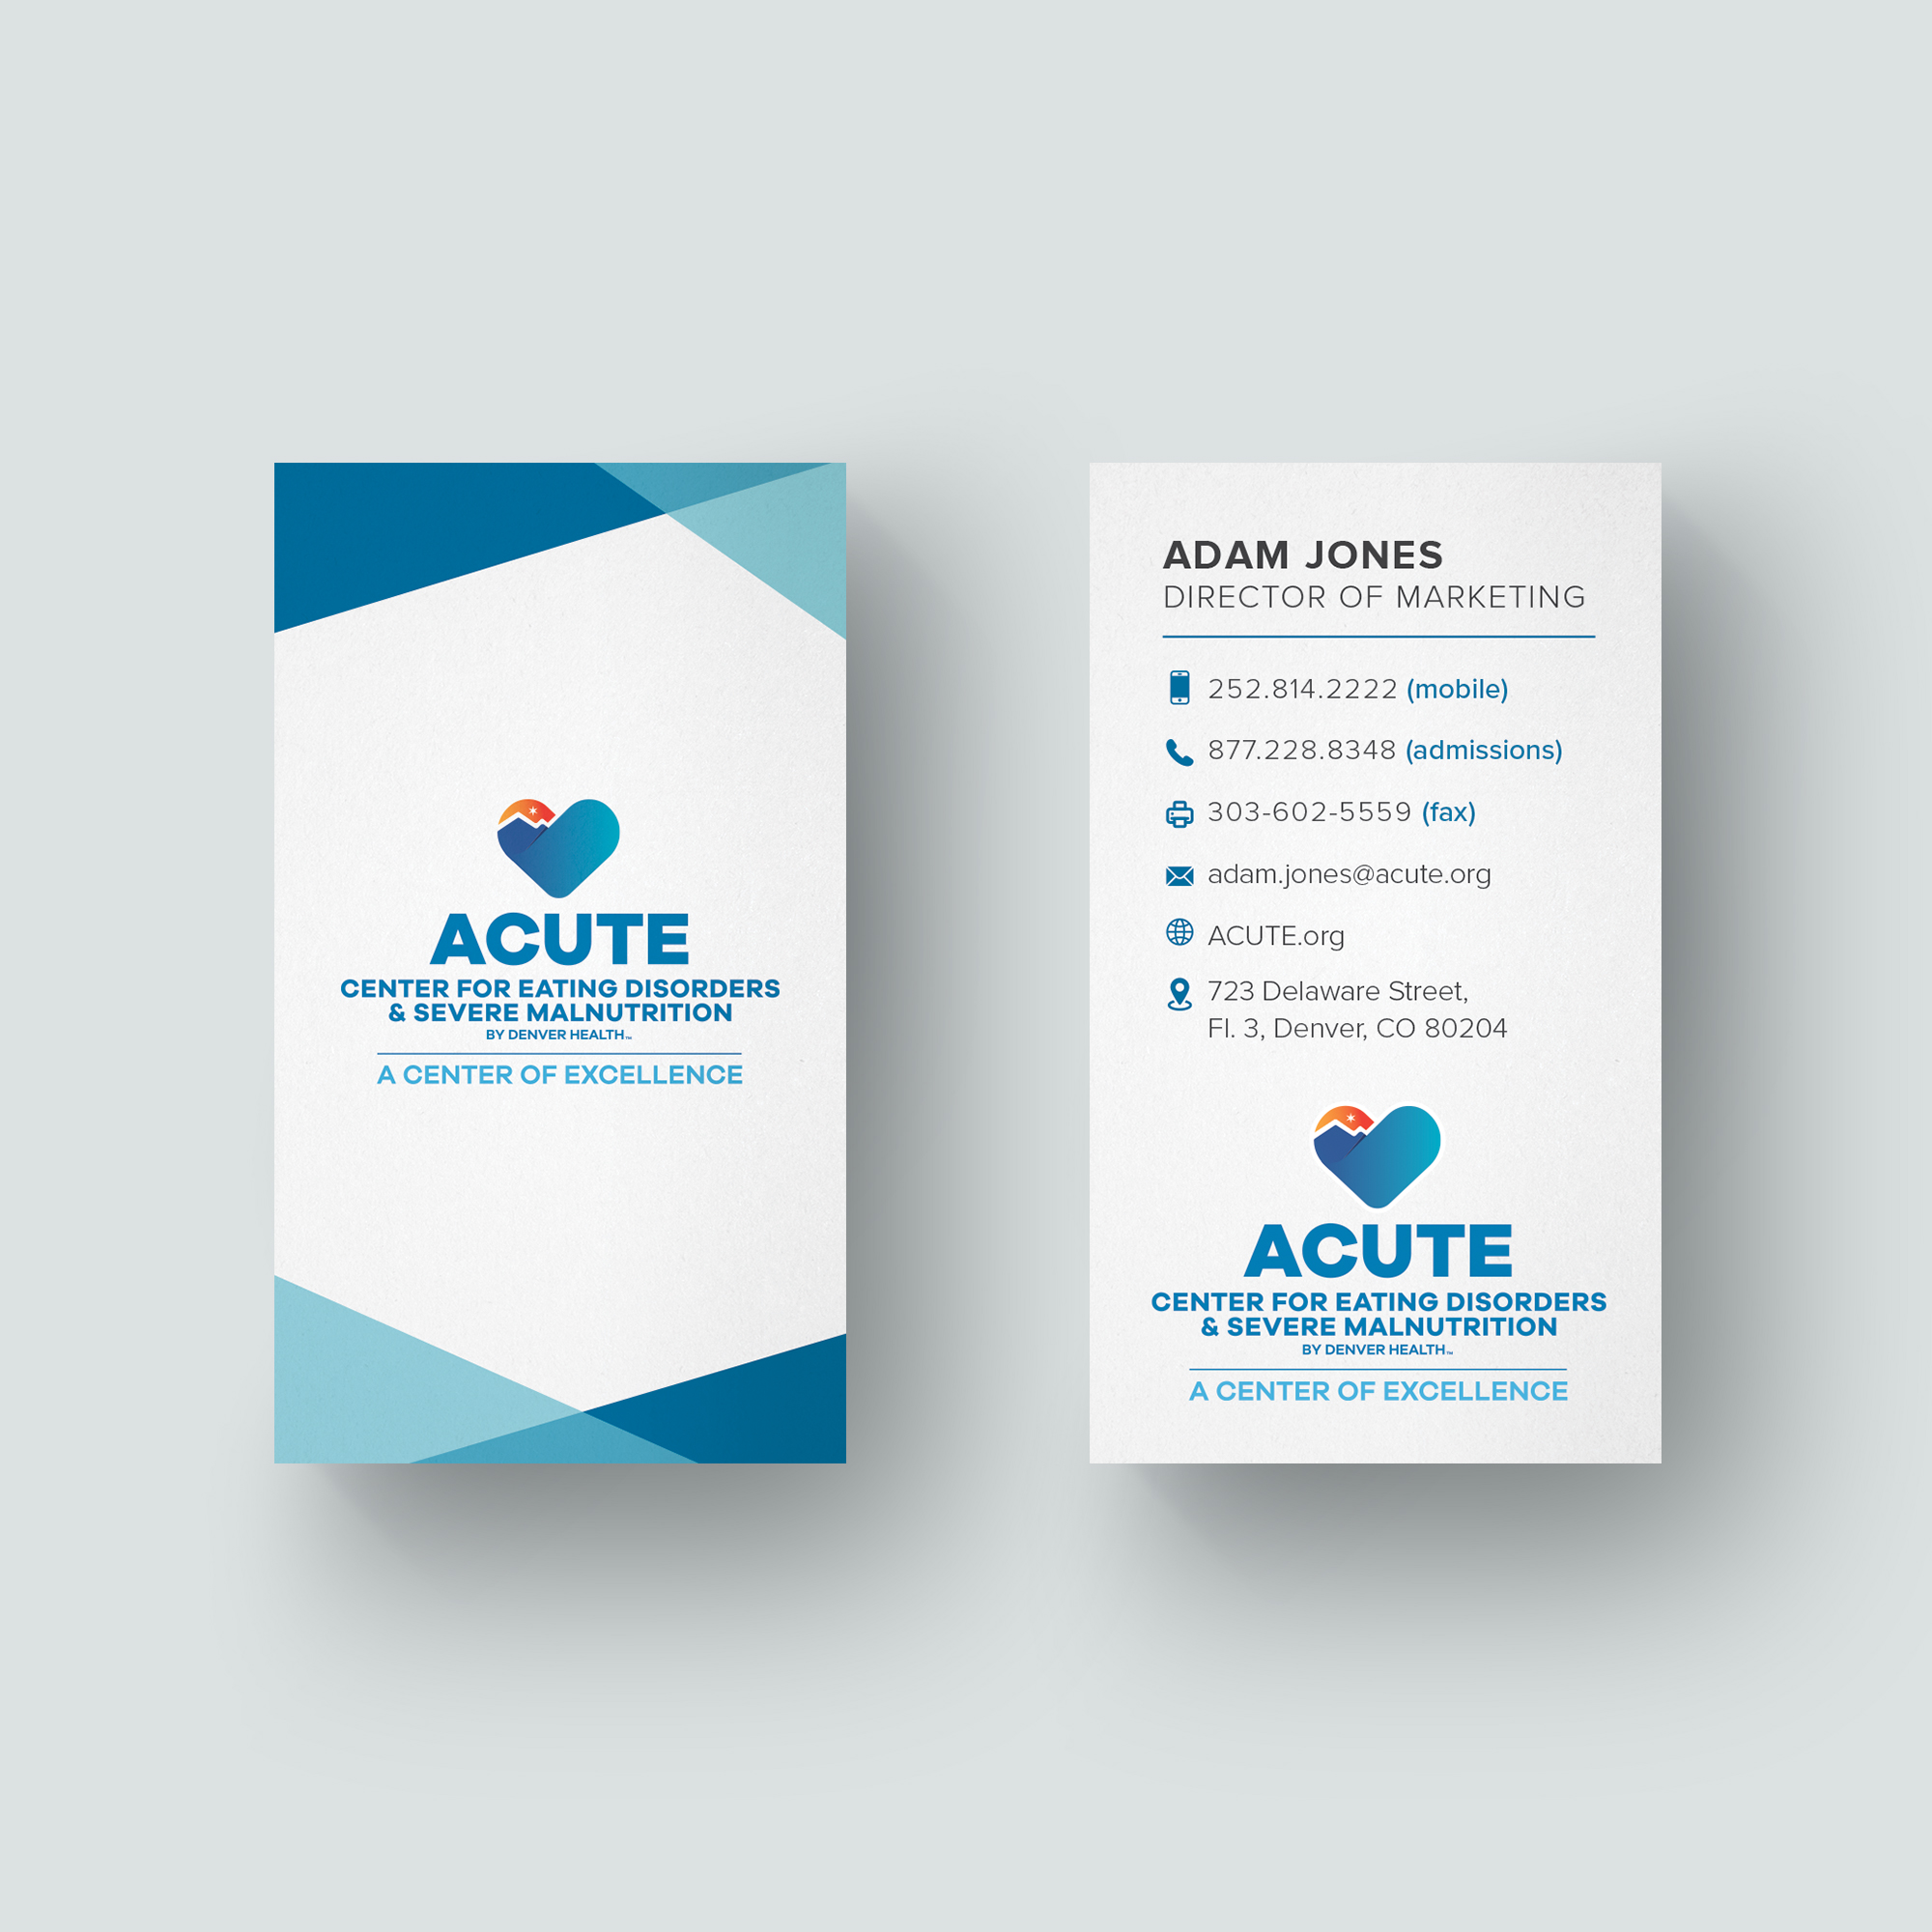 ACUTE
CENTER FOR EATING DISORDERS
& SEVERE MALNUTRITION
BY DENVER HEALTH™
A CENTER OF EXCELLENCE
ADAM JONES
DIRECTOR OF MARKETING
252.814.2222 (mobile)
877.228.8348 (admissions)
303-602-5559 (fax)
adam.jones@acute.org
ACUTE.org
723 Delaware Street,
Fl. 3, Denver, CO 80204
ACUTE
CENTER FOR EATING DISORDERS
& SEVERE MALNUTRITION
BY DENVER HEALTH™
A CENTER OF EXCELLENCE